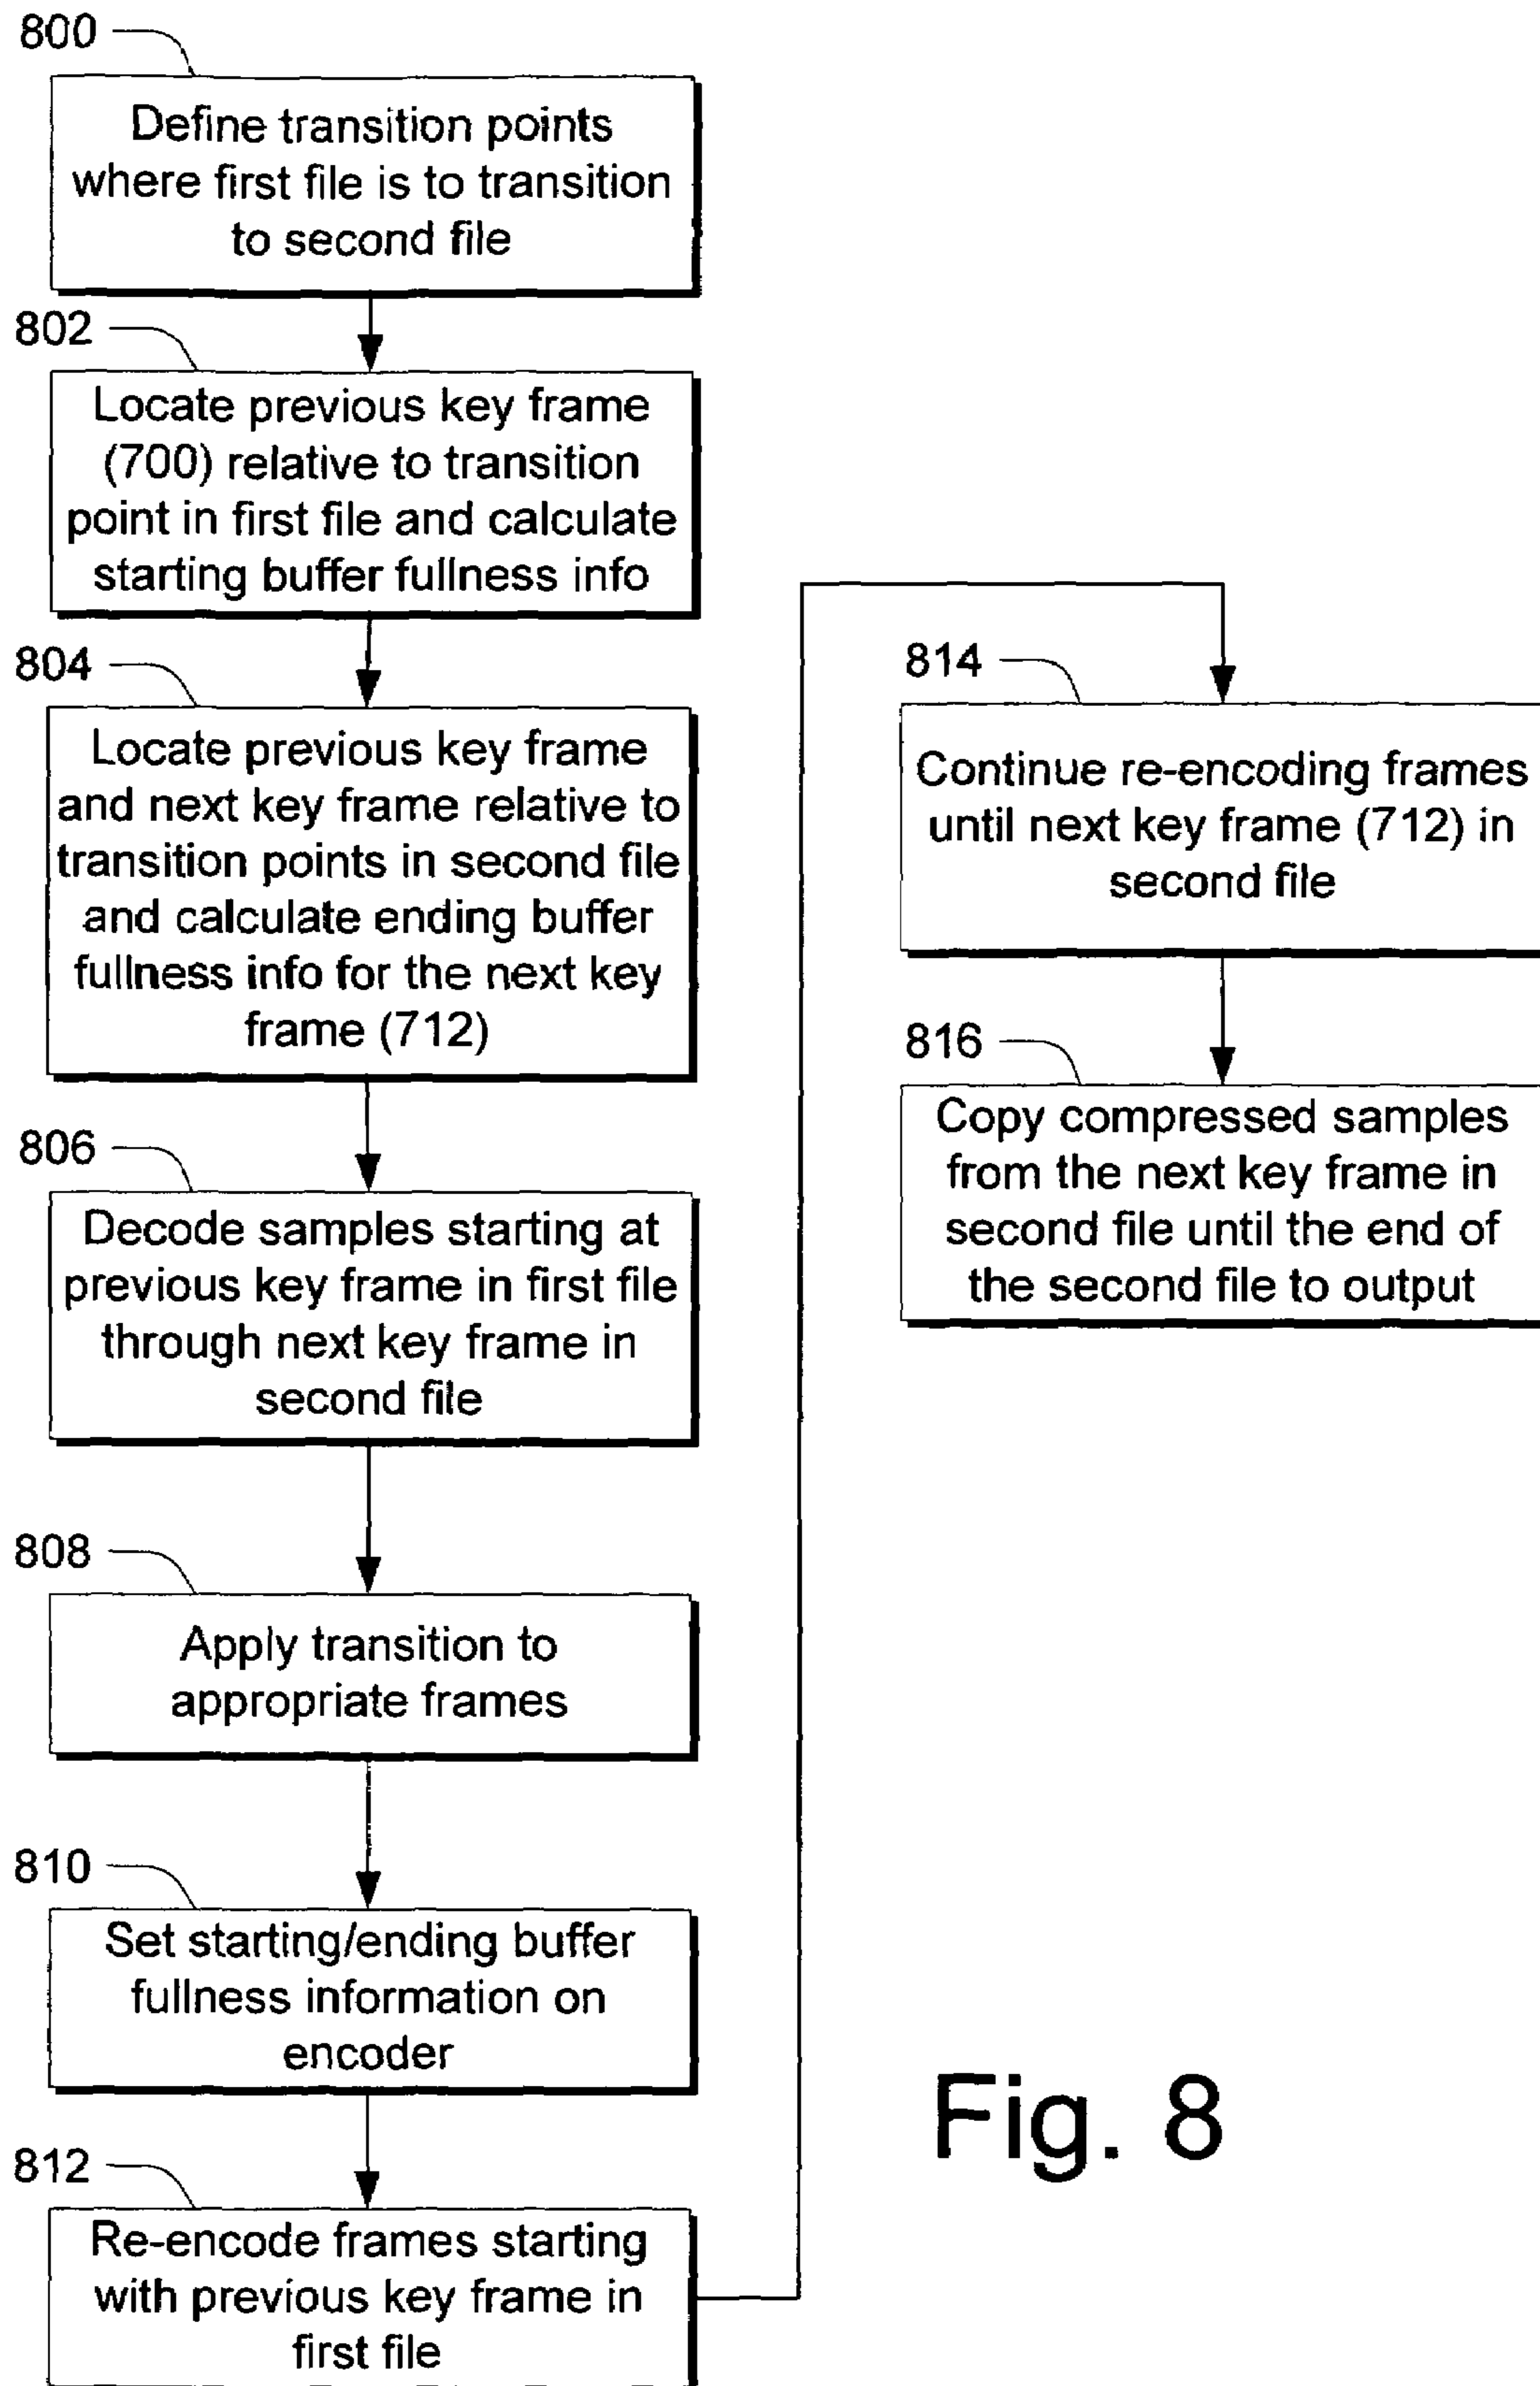 800
Define transition points
where first file is to transition
to second file
802
Locate previous key frame
(700) relative to transition
point in first file and calculate
starting buffer fullness info
804
Locate previous key frame
and next key frame relative to
transition points in second file
and calculate ending buffer
fullness info for the next key
frame (712)
806
Decode samples starting at
previous key frame in first file
through next key frame in
second file
808
Apply transition to
appropriate frames
810
Set starting/ending buffer
fullness information on
encoder
812
Re-encode frames starting
with previous key frame in
first file
814
Continue re-encoding frames
until next key frame (712) in
second file
816
Copy compressed samples
from the next key frame in
second file until the end of
the second file to output
Fig. 8